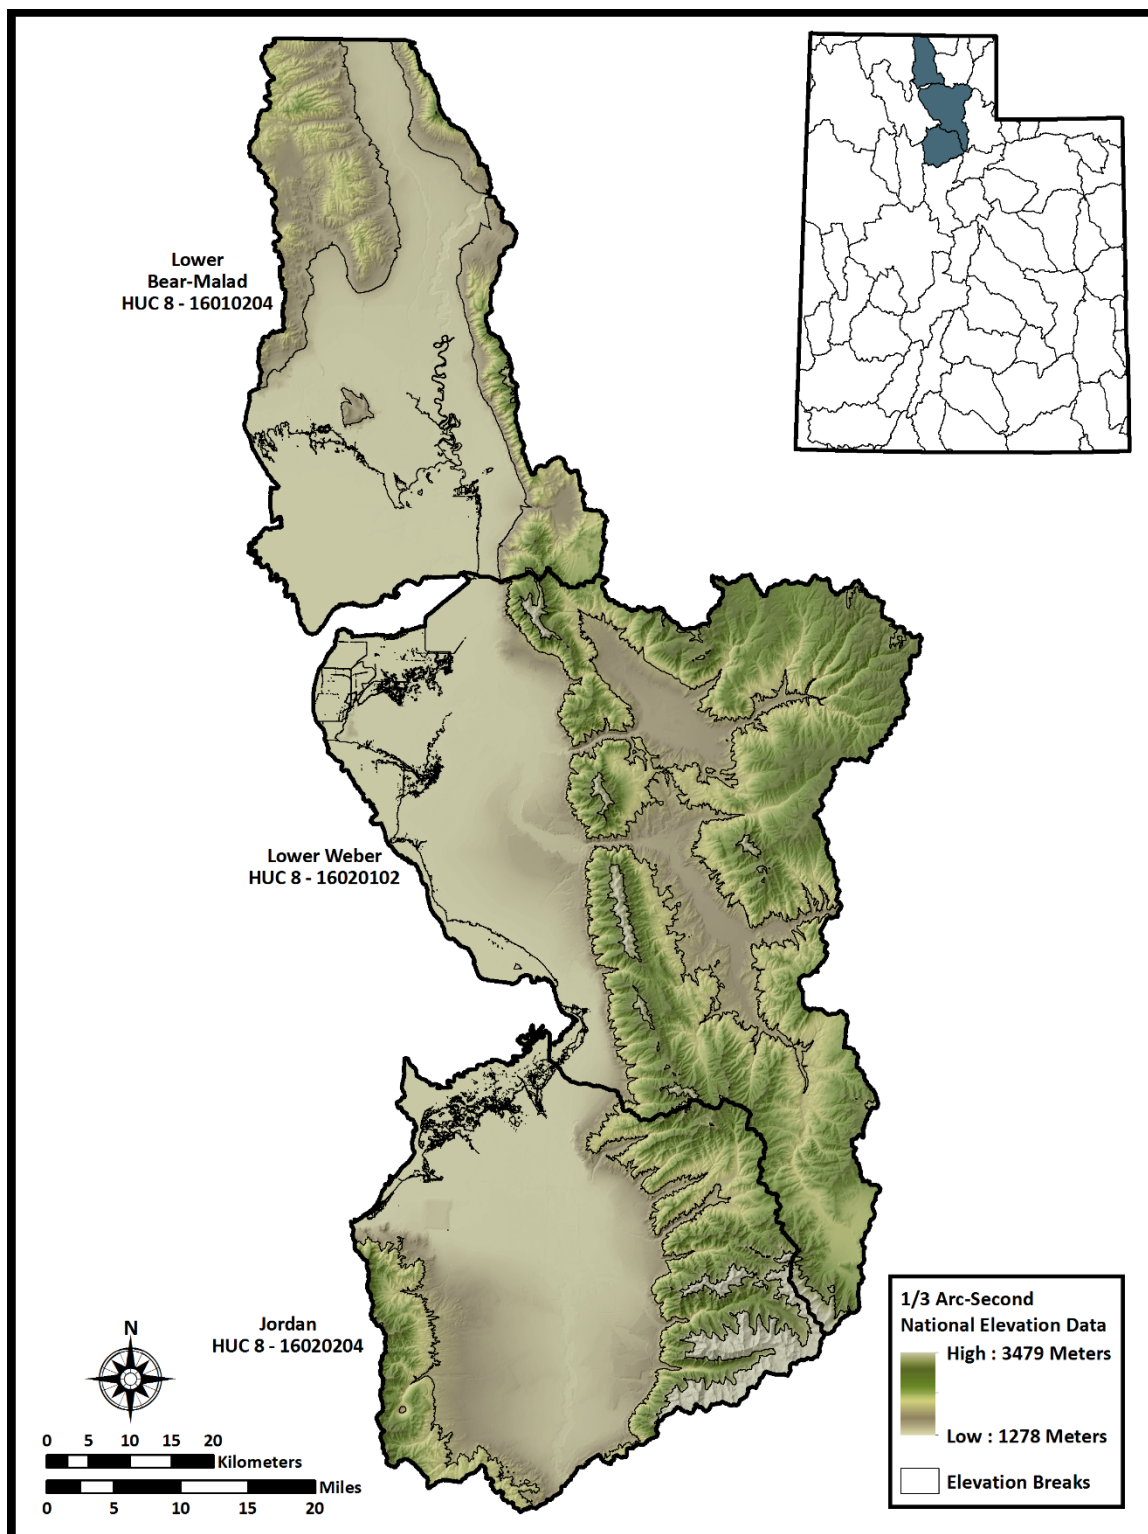 Lower
Bear-Malad
HUC 8 - 16010204
Lower Weber
HUC 8 - 16020102
Jordan
HUC 8 - 16020204
N
0 5 10 15 20
Kilometers
Miles
0 5 10 15 20
1/3 Arc-Second
National Elevation Data
High : 3479 Meters
Low : 1278 Meters
Elevation Breaks